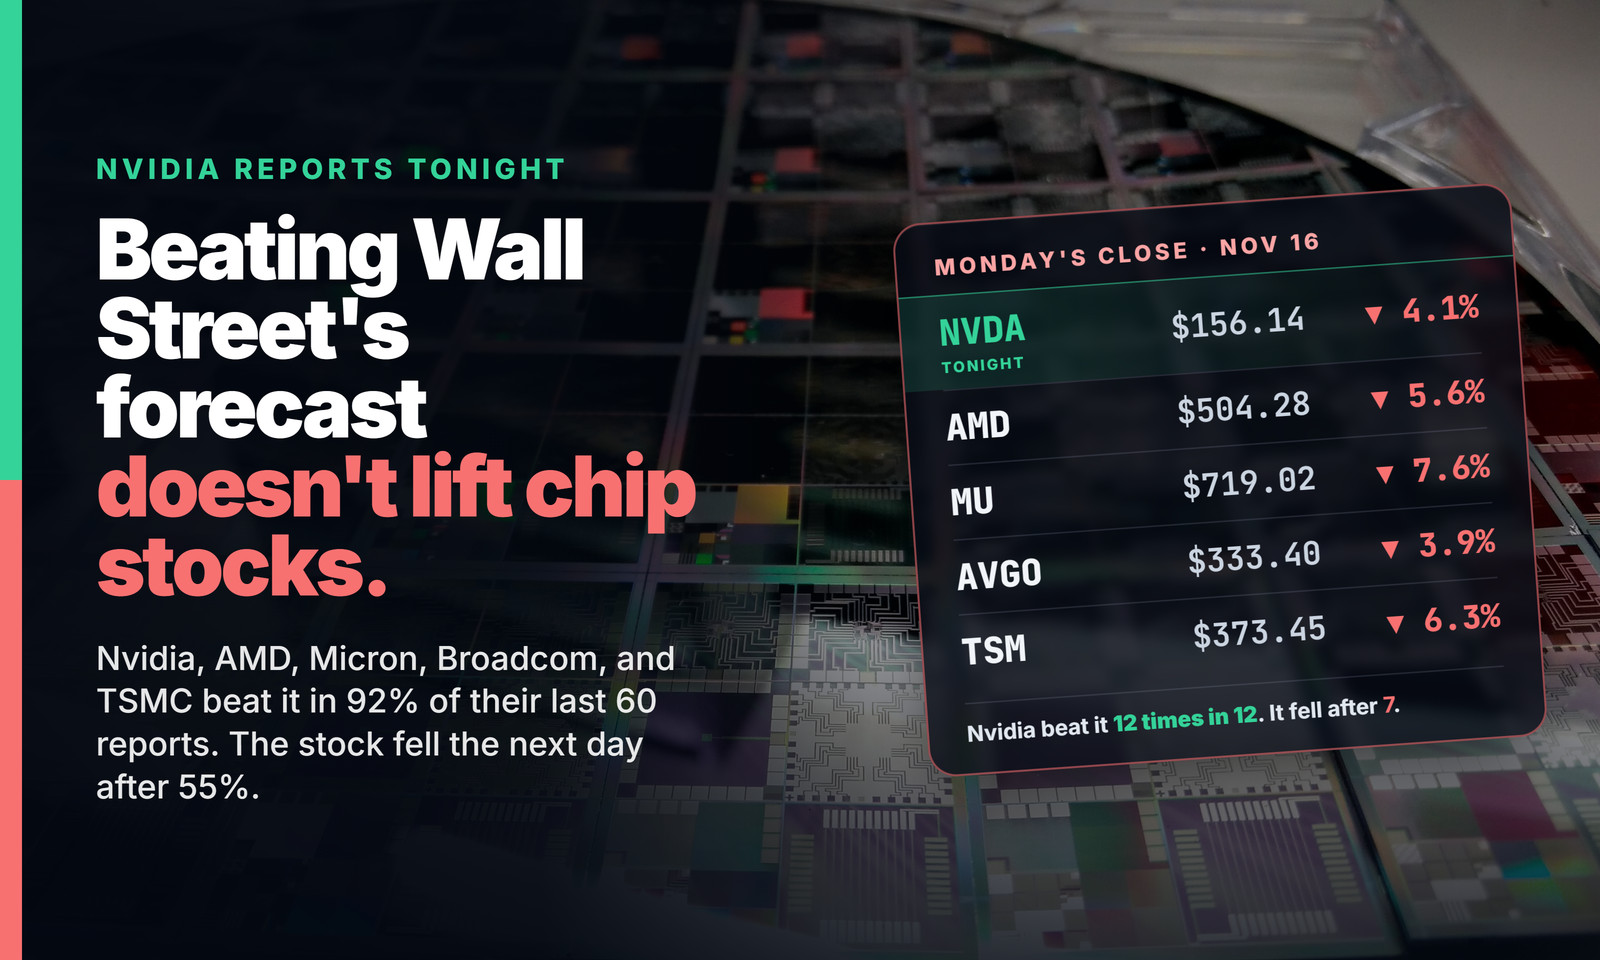 NVIDIA REPORTS TONIGHT
Beating Wall
Street's
forecast
doesn't lift chip
stocks.
Nvidia, AMD, Micron, Broadcom, and
TSMC beat it in 92% of their last 60
reports. The stock fell the next day
after 55%.
MONDAY'S CLOSE · NOV 16
NVDA $156.14 ▼ 4.1%
TONIGHT
AMD $504.28 ▼ 5.6%
MU $719.02 ▼ 7.6%
AVGO $333.40 ▼ 3.9%
TSM $373.45 ▼ 6.3%
Nvidia beat it 12 times in 12. It fell after 7.